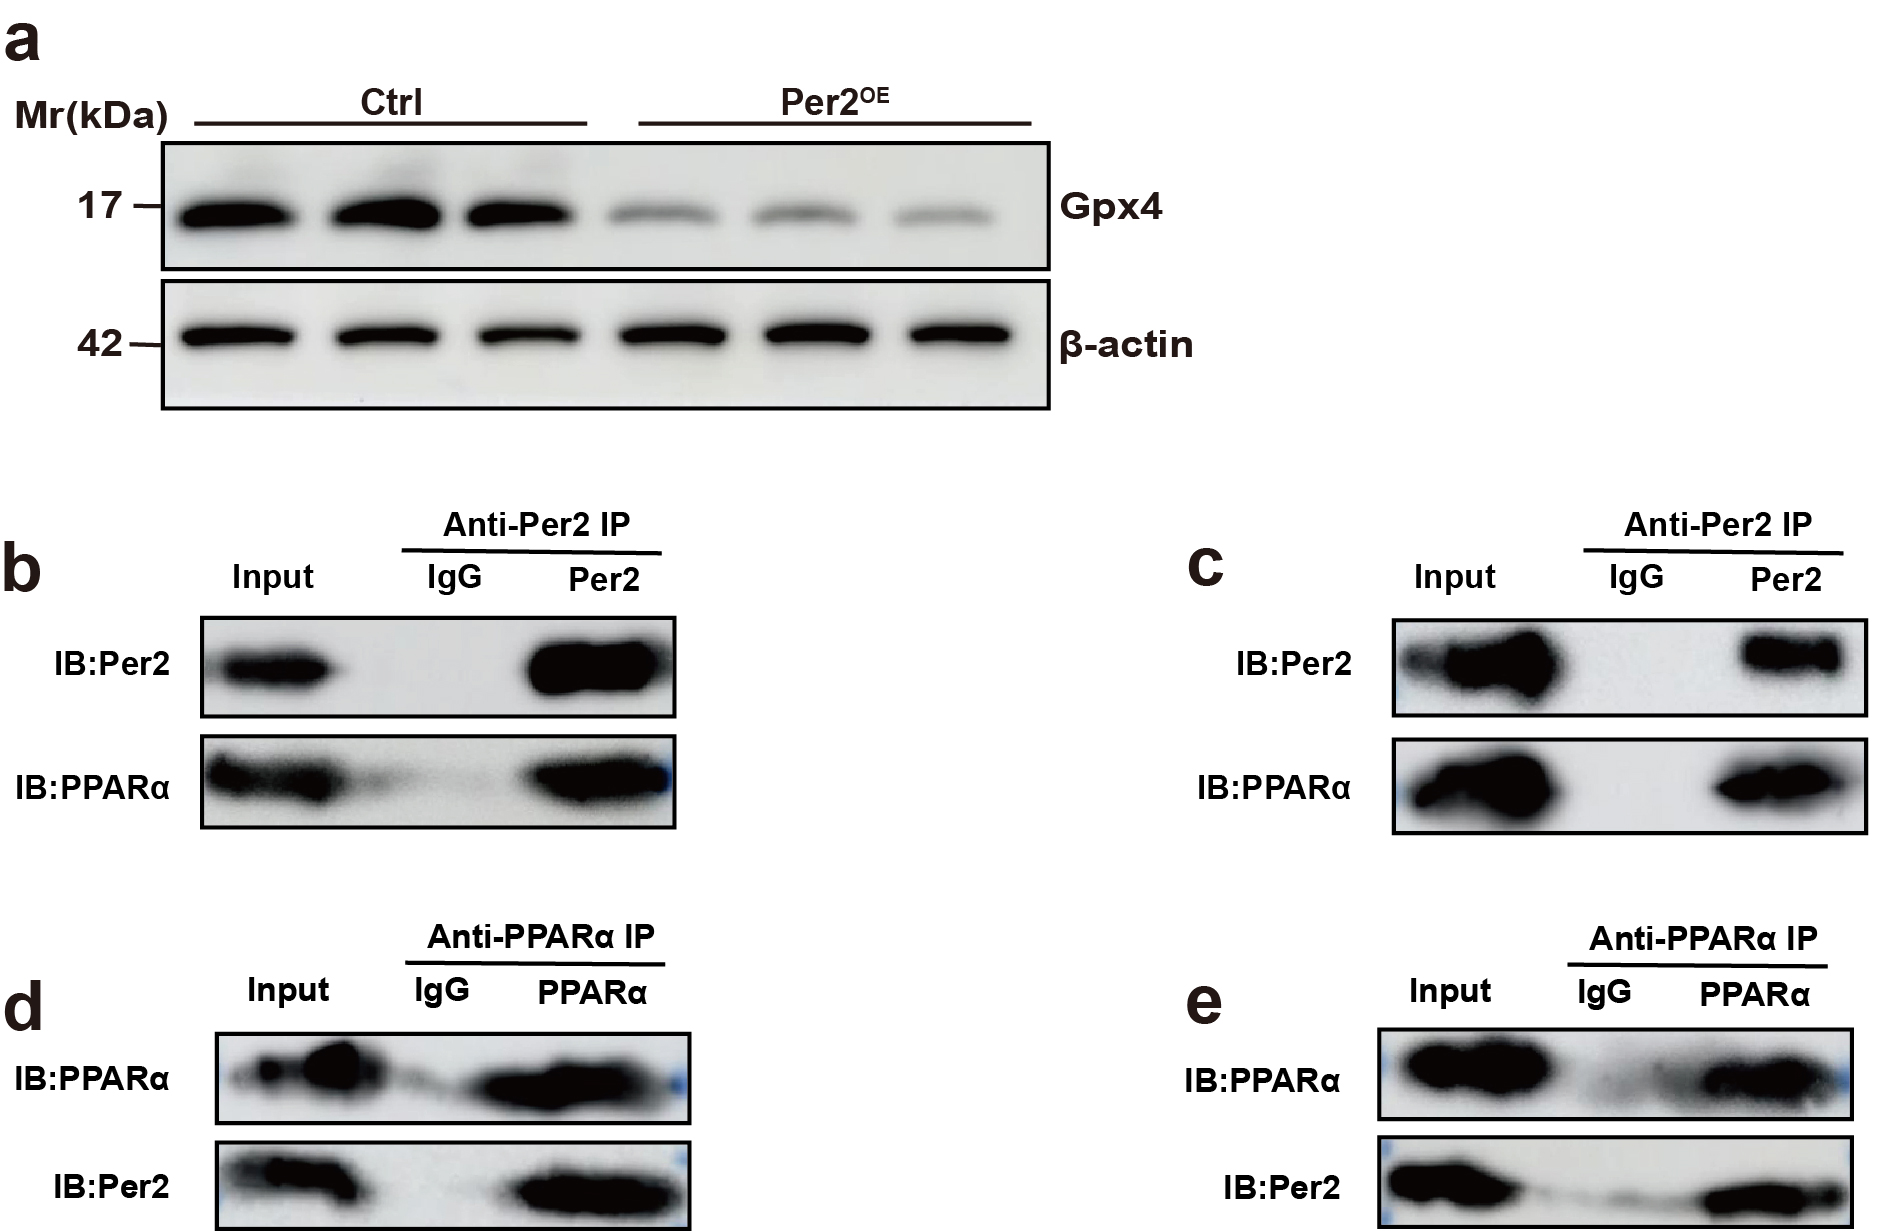 a
Mr(kDa)
Ctrl
Per2OE
17
Gpx4
42
β-actin
b
Anti-Per2 IP
Input
IgG
Per2
IB:Per2
IB:PPARα
c
Anti-Per2 IP
Input
IgG
Per2
IB:Per2
IB:PPARα
d
Anti-PPARα IP
Input
IgG
PPARα
IB:PPARα
IB:Per2
e
Anti-PPARα IP
Input
IgG
PPARα
IB:PPARα
IB:Per2